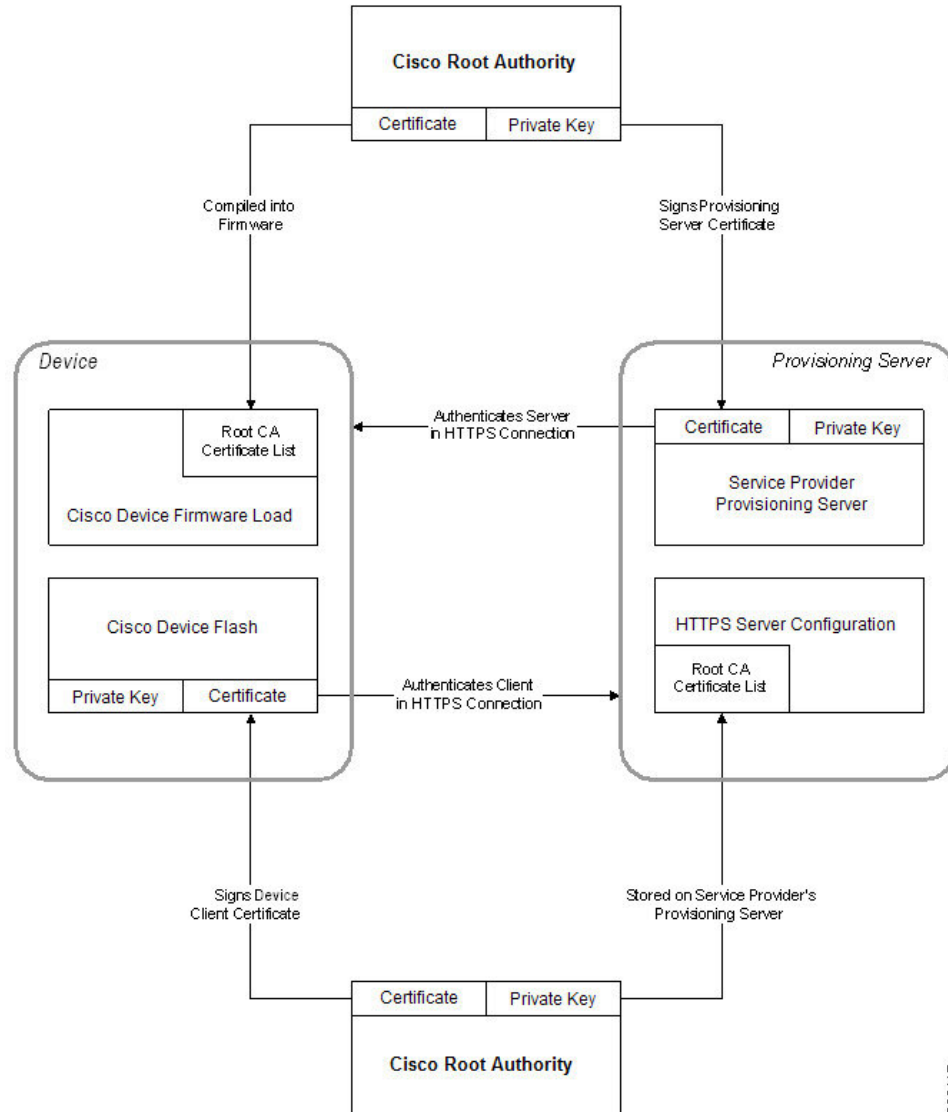 Cisco Root Authority
Certificate
Private Key
Compiled into
Firmware
Signs Provisioning
Server Certificate
Device
Provisioning Server
Root CA
Certificate List
Cisco Device Firmware Load
Authenticates Server
in HTTPS Connection
Certificate
Private Key
Service Provider
Provisioning Server
Cisco Device Flash
Private Key
Certificate
Authenticates Client
in HTTPS Connection
HTTPS Server Configuration
Root CA
Certificate List
Signs Device
Client Certificate
Stored on Service Provider's
Provisioning Server
Certificate
Private Key
Cisco Root Authority